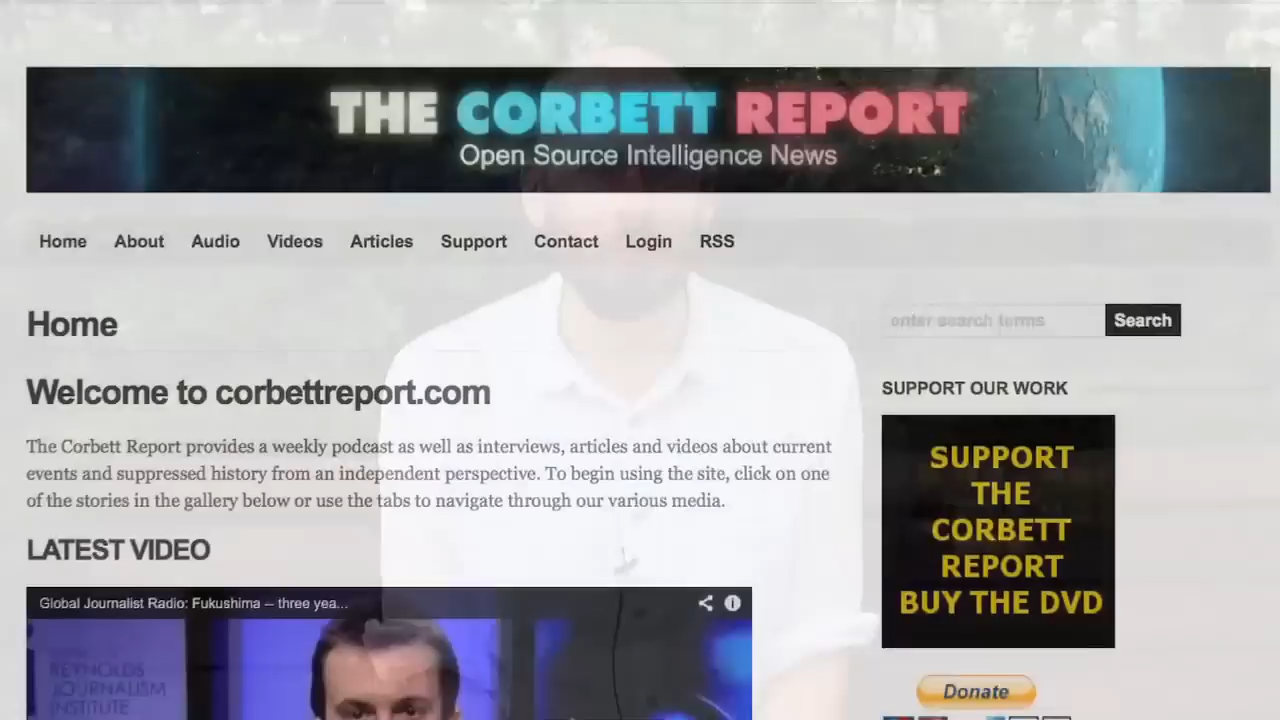 THE CORBETT REPORT
Open Source Intelligence News
Home About Audio Videos Articles Support Contact Login RSS
Home
enter search terms
Search
Welcome to corbettreport.com
The Corbett Report provides a weekly podcast as well as interviews, articles and videos about current
events and suppressed history from an independent perspective. To begin using the site, click on one
of the stories in the gallery below or use the tabs to navigate through our various media.
LATEST VIDEO
Global Journalist Radio: Fukushima -- three yea...
REYNOLDS
JOURNALISM
INSTITUTE
SUPPORT OUR WORK
SUPPORT
THE
CORBETT
REPORT
BUY THE DVD
Donate